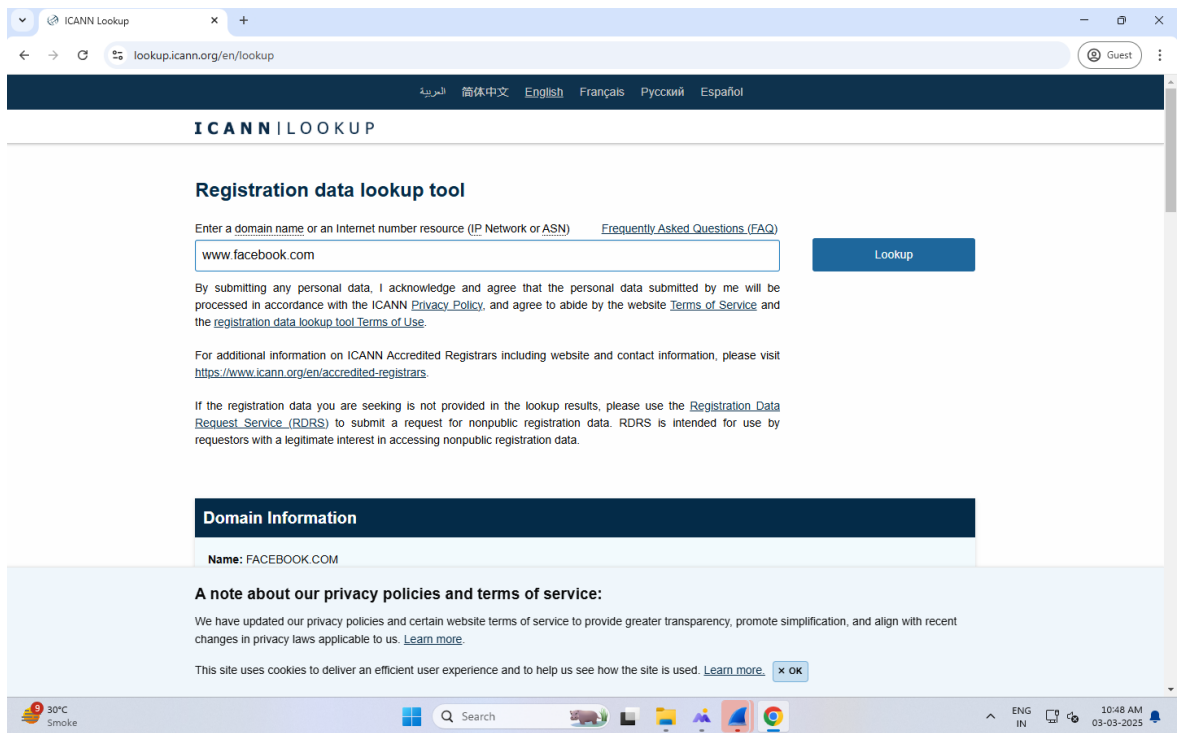 ICANN Lookup
lookup.icann.org/en/lookup
Guest
العربية 简体中文 English Français Русский Español
ICANN|LOOKUP
Registration data lookup tool
Enter a domain name or an Internet number resource (IP Network or ASN) Frequently Asked Questions (FAQ)
www.facebook.com
Lookup
By submitting any personal data, I acknowledge and agree that the personal data submitted by me will be
processed in accordance with the ICANN Privacy Policy, and agree to abide by the website Terms of Service and
the registration data lookup tool Terms of Use.
For additional information on ICANN Accredited Registrars including website and contact information, please visit
https://www.icann.org/en/accredited-registrars.
If the registration data you are seeking is not provided in the lookup results, please use the Registration Data
Request Service (RDRS) to submit a request for nonpublic registration data. RDRS is intended for use by
requestors with a legitimate interest in accessing nonpublic registration data.
Domain Information
Name: FACEBOOK.COM
A note about our privacy policies and terms of service:
We have updated our privacy policies and certain website terms of service to provide greater transparency, promote simplification, and align with recent
changes in privacy laws applicable to us. Learn more.
This site uses cookies to deliver an efficient user experience and to help us see how the site is used. Learn more. × OK
9
30°C
Smoke
Search
ENG
IN
10:48 AM
03-03-2025